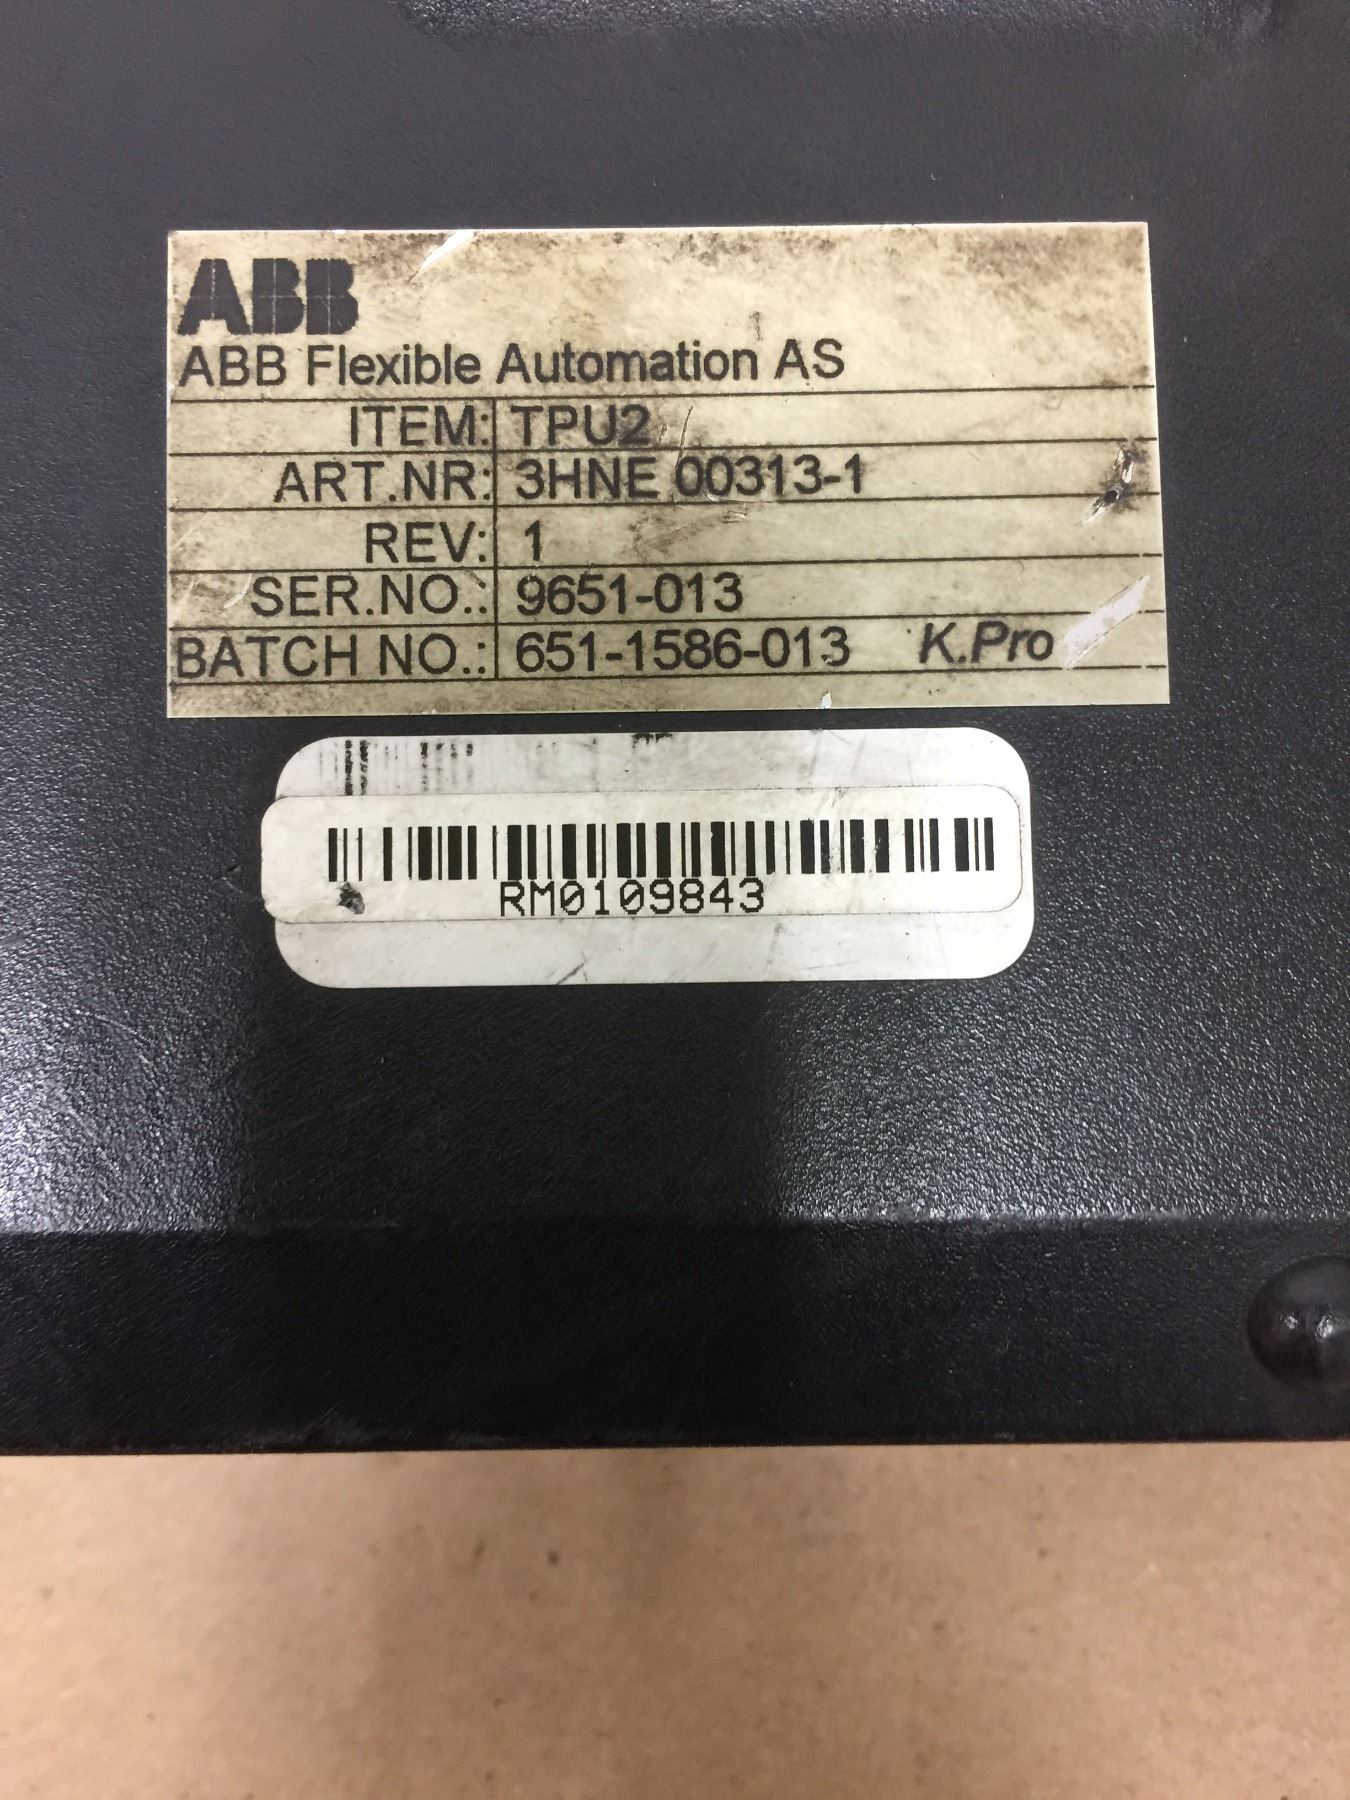 ABB
ABB Flexible Automation AS
ITEM: TPU2
ART.NR: 3HNE 00313-1
REV: 1
SER.NO.: 9651-013
BATCH NO.: 651-1586-013 K.Pro
RM0109843